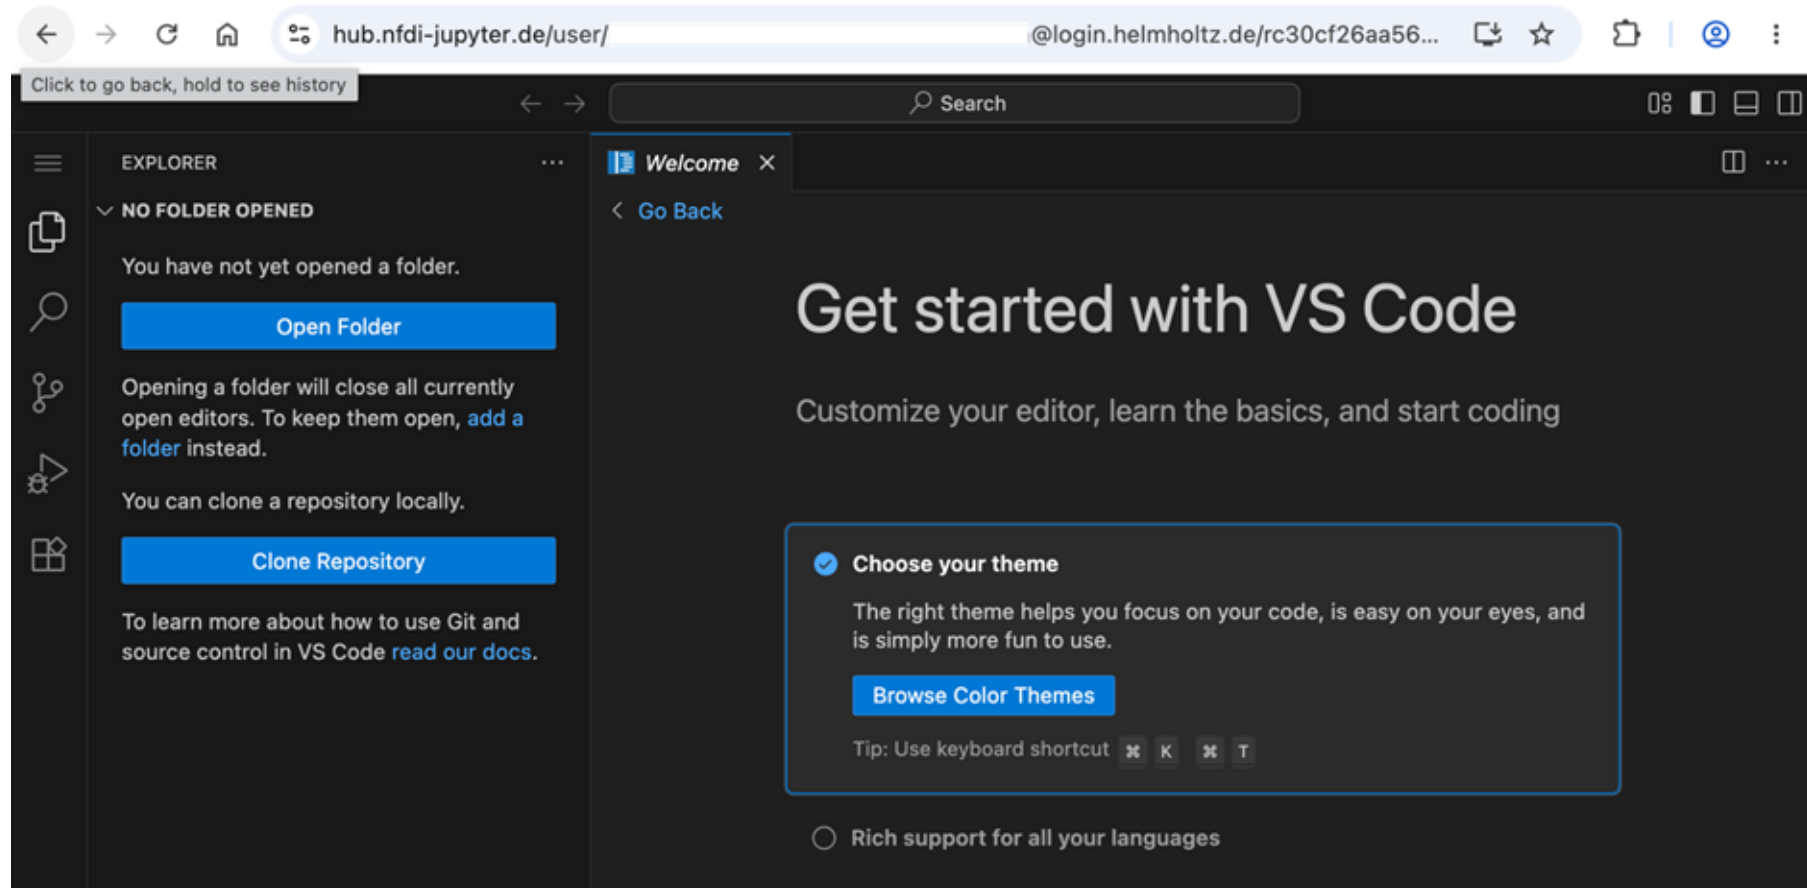 hub.nfdi-jupyter.de/user/ @login.helmholtz.de/rc30cf26aa56...
Click to go back, hold to see history
Search
EXPLORER
Welcome
NO FOLDER OPENED
Go Back
You have not yet opened a folder.
Open Folder
Opening a folder will close all currently
open editors. To keep them open, add a
folder instead.
You can clone a repository locally.
Clone Repository
To learn more about how to use Git and
source control in VS Code read our docs.
Get started with VS Code
Customize your editor, learn the basics, and start coding
Choose your theme
The right theme helps you focus on your code, is easy on your eyes, and
is simply more fun to use.
Browse Color Themes
Tip: Use keyboard shortcut ⌘ K ⌘ T
Rich support for all your languages